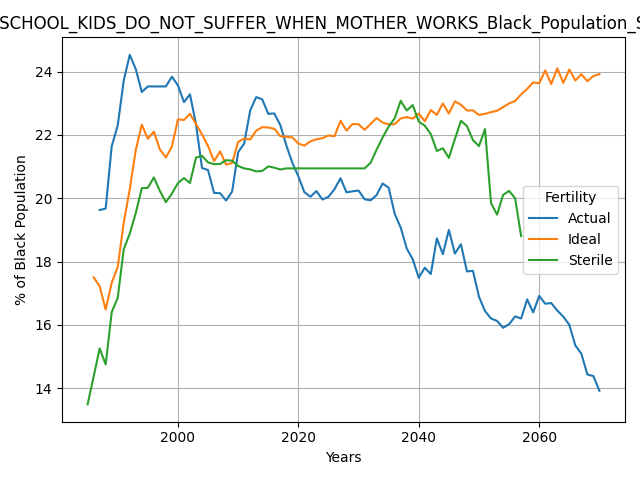 SCHOOL_KIDS_DO_NOT_SUFFER_WHEN_MOTHER_WORKS_Black_Population_S
24
22
20
18
16
14
% of Black Population
Fertility
Actual
Ideal
Sterile
2000
2020
2040
2060
Years